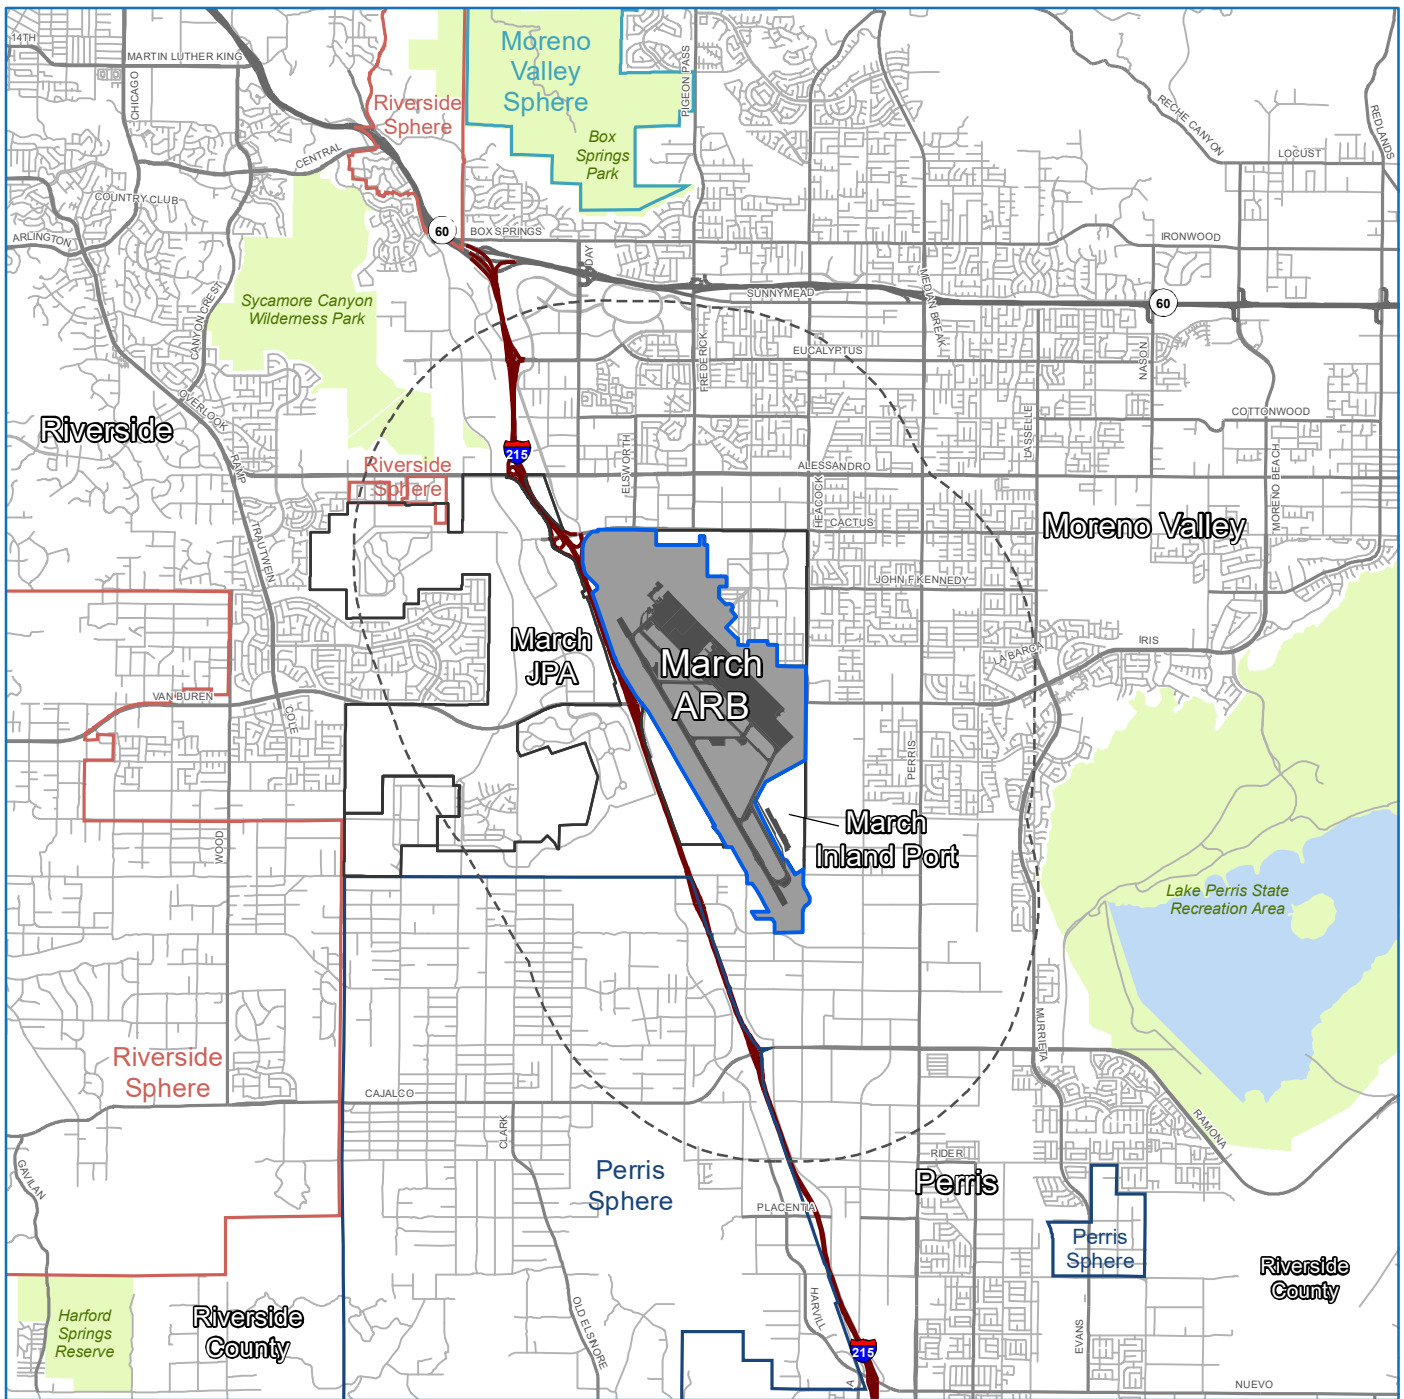 14TH
MARTIN LUTHER KING
CHICAGO
Moreno
Valley
Sphere
PIGEON PASS
Riverside
Sphere
Box
Springs
Park
RECHE CANYON
REDLANDS
LOCUST
CENTRAL
COUNTRY CLUB
ARLINGTON
60
BOX SPRINGS
DAY
IRONWOOD
Sycamore Canyon
Wilderness Park
CANYON CREST
SUNNYMEAD
MEDIAN BREAK
60
FREDERICK
EUCALYPTUS
NASON
OVERLOOK
Riverside
COTTONWOOD
LASSELLE
215
RAMP
Riverside
Sphere
ELSWORTH
ALESSANDRO
MORENO BEACH
HEACOCK
CACTUS
Moreno Valley
TRAUTWEIN
JOHN F KENNEDY
March
JPA
March
ARB
LA BARCA
IRIS
VAN BUREN
COLE
PERRIS
March
Inland Port
WOOD
Lake Perris State
Recreation Area
MURRIETA
Riverside
Sphere
CAJALCO
CLARK
RAMONA
GAVILAN
Perris
Sphere
RIDER
Perris
PLACENTIA
Perris
Sphere
Riverside
County
Harford
Springs
Reserve
Riverside
County
OLD ELSINORE
HARVILL
EVANS
215
A
NUEVO